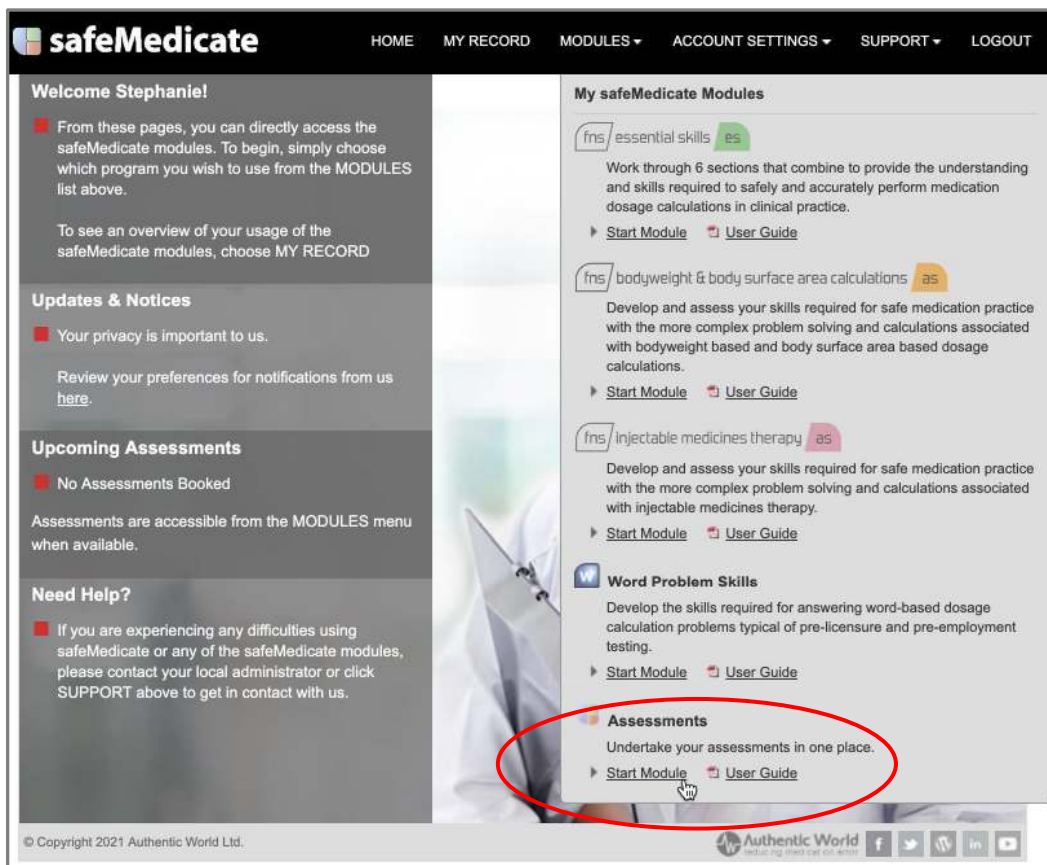 safeMedicate
HOME MY RECORD MODULES ACCOUNT SETTINGS SUPPORT LOGOUT
Welcome Stephanie!
From these pages, you can directly access the
safeMedicate modules. To begin, simply choose
which program you wish to use from the MODULES
list above.
To see an overview of your usage of the
safeMedicate modules, choose MY RECORD
Updates & Notices
Your privacy is important to us.
Review your preferences for notifications from us
here.
Upcoming Assessments
No Assessments Booked
Assessments are accessible from the MODULES menu
when available.
Need Help?
If you are experiencing any difficulties using
safeMedicate or any of the safeMedicate modules,
please contact your local administrator or click
SUPPORT above to get in contact with us.
My safeMedicate Modules
fns essential skills es
Work through 6 sections that combine to provide the understanding
and skills required to safely and accurately perform medication
dosage calculations in clinical practice.
Start Module User Guide
fns bodyweight & body surface area calculations as
Develop and assess your skills required for safe medication practice
with the more complex problem solving and calculations associated
with bodyweight based and body surface area based dosage
calculations.
Start Module User Guide
fns injectable medicines therapy as
Develop and assess your skills required for safe medication practice
with the more complex problem solving and calculations associated
with injectable medicines therapy.
Start Module User Guide
W Word Problem Skills
Develop the skills required for answering word-based dosage
calculation problems typical of pre-licensure and pre-employment
testing.
Start Module User Guide
Assessments
Undertake your assessments in one place.
Start Module User Guide
© Copyright 2021 Authentic World Ltd.
Authentic World
reducing medication error